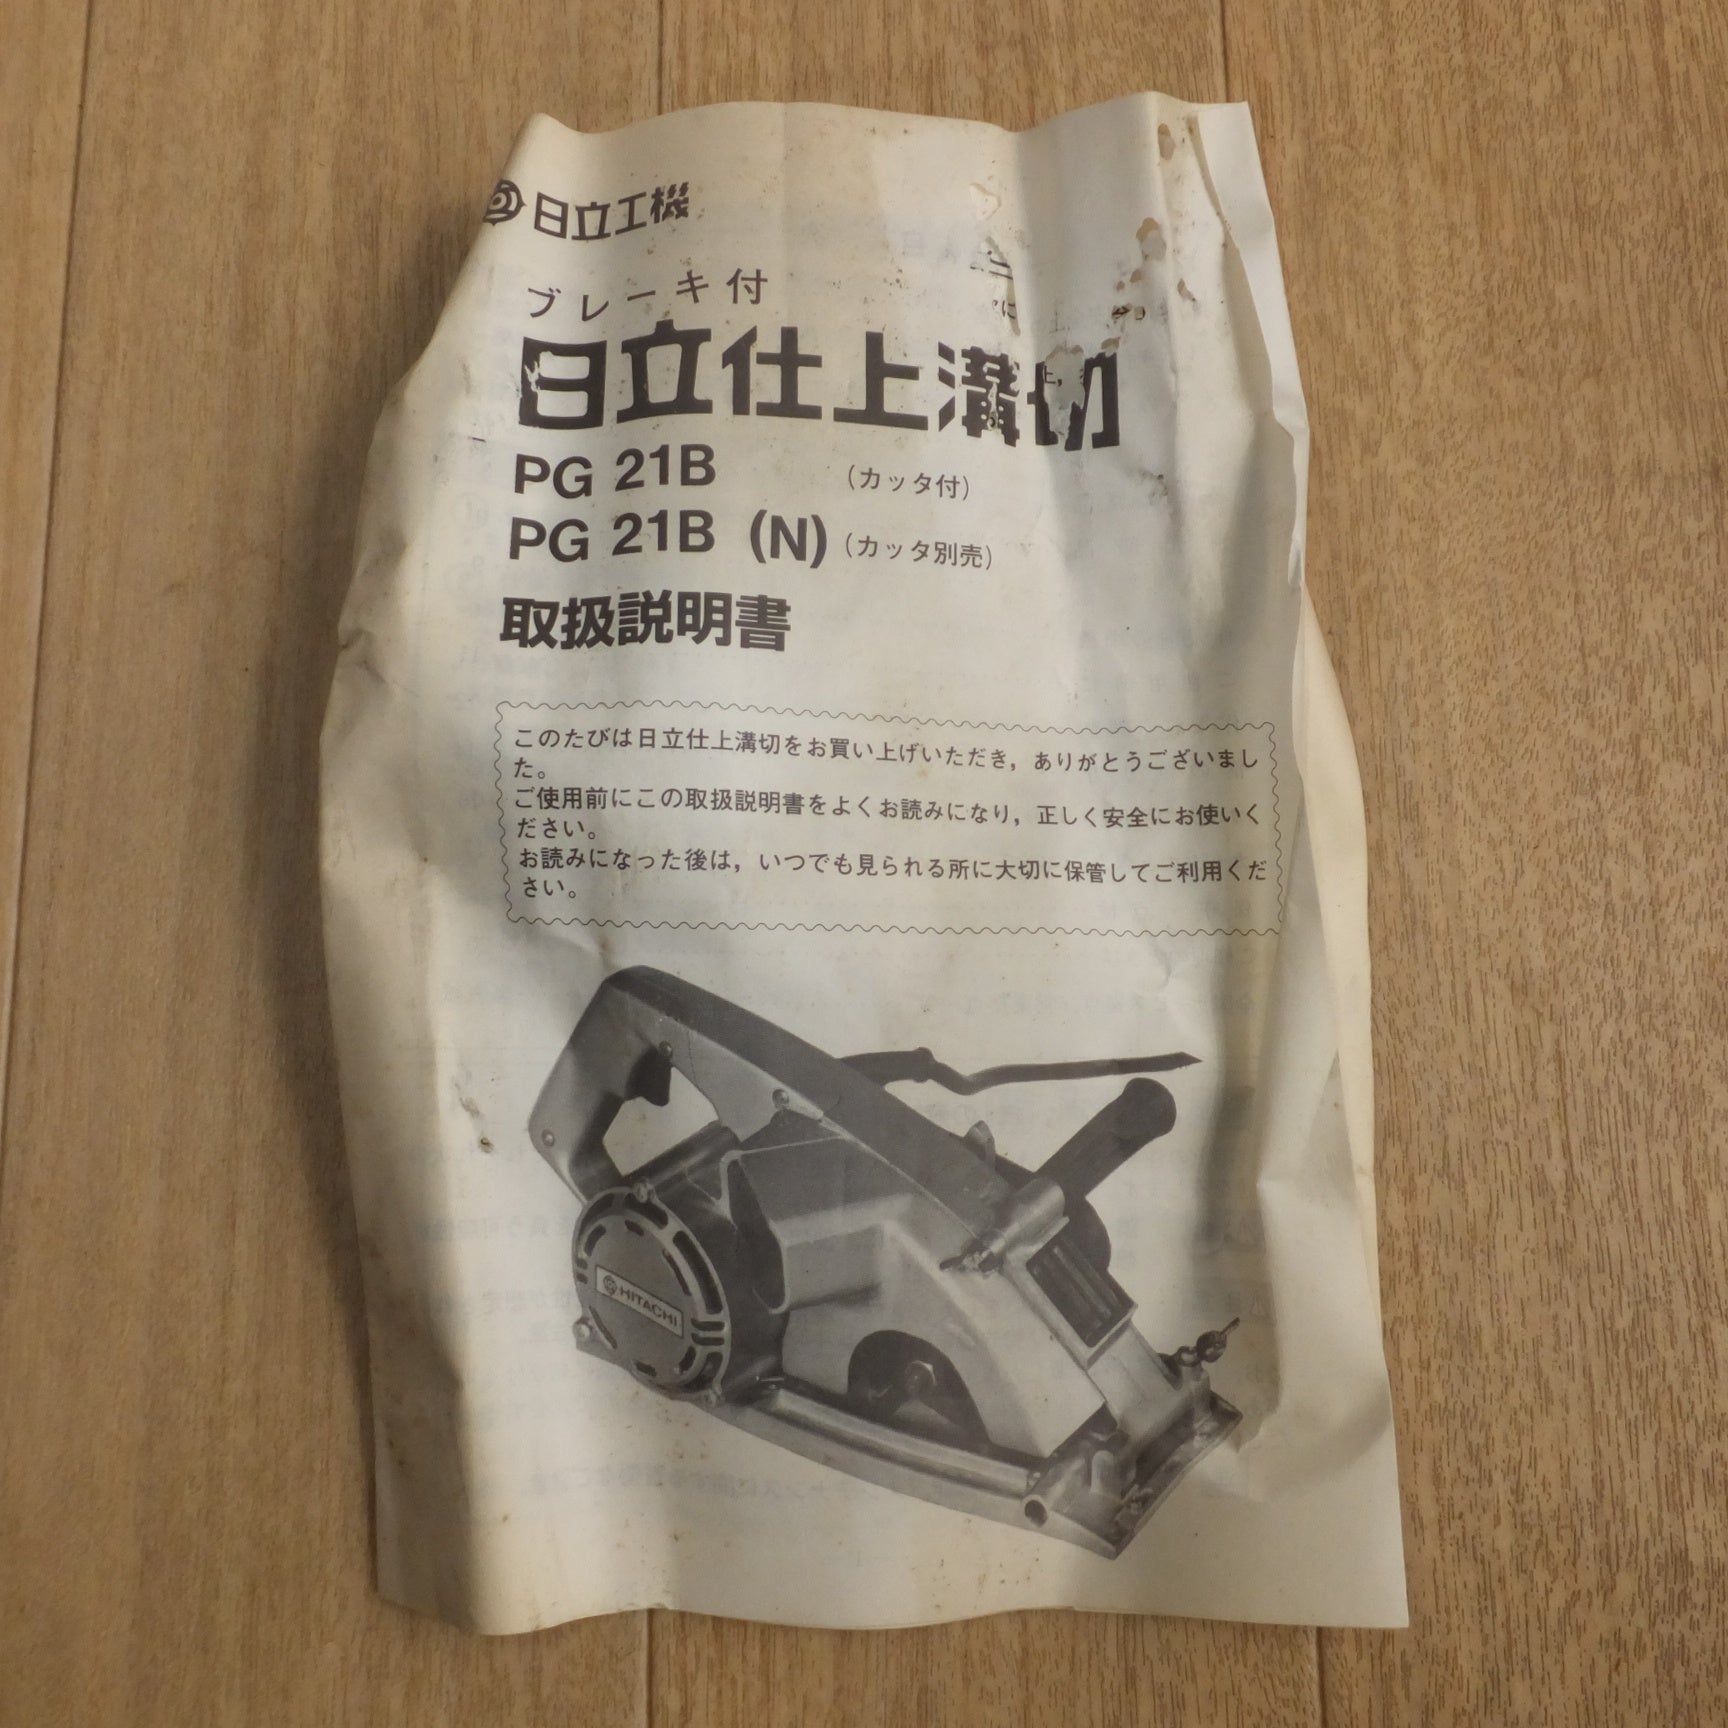 日立工機
ブレーキ付
日立仕上溝切
PG 21B (カッタ付)
PG 21B (N) (カッタ別売)
取扱説明書
このたびは日立仕上溝切をお買い上げいただき，ありがとうございまし
た。
ご使用前にこの取扱説明書をよくお読みになり，正しく安全にお使いく
ださい。
お読みになった後は，いつでも見られる所に大切に保管してご利用くだ
さい。
HITACHI